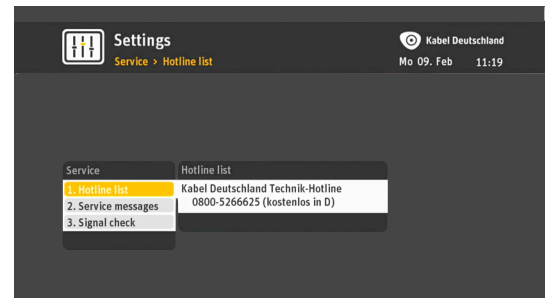 Settings
Service > Hotline list
Kabel Deutschland
Mo 09. Feb 11:19
Service
Hotline list
1. Hotline list
2. Service messages
3. Signal check
Kabel Deutschland Technik-Hotline
0800-5266625 (kostenlos in D)